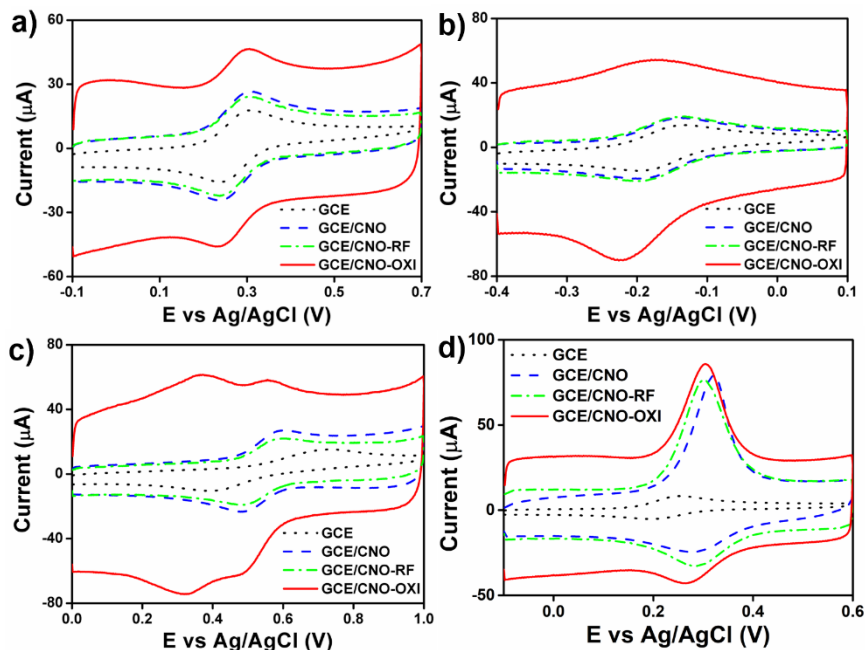 a)
60
30
0
-30
-60
Current (µA)
-0.1 0.1 0.3 0.5 0.7
E vs Ag/AgCl (V)
GCE
GCE/CNO
GCE/CNO-RF
GCE/CNO-OXI
b)
80
40
0
-40
-80
Current (µA)
-0.4 -0.3 -0.2 -0.1 0.0 0.1
E vs Ag/AgCl (V)
GCE
GCE/CNO
GCE/CNO-RF
GCE/CNO-OXI
c)
80
40
0
-40
-80
Current (µA)
0.0 0.2 0.4 0.6 0.8 1.0
E vs Ag/AgCl (V)
GCE
GCE/CNO
GCE/CNO-RF
GCE/CNO-OXI
d)
100
50
0
-50
Current (µA)
0.0 0.2 0.4 0.6
E vs Ag/AgCl (V)
GCE
GCE/CNO
GCE/CNO-RF
GCE/CNO-OXI